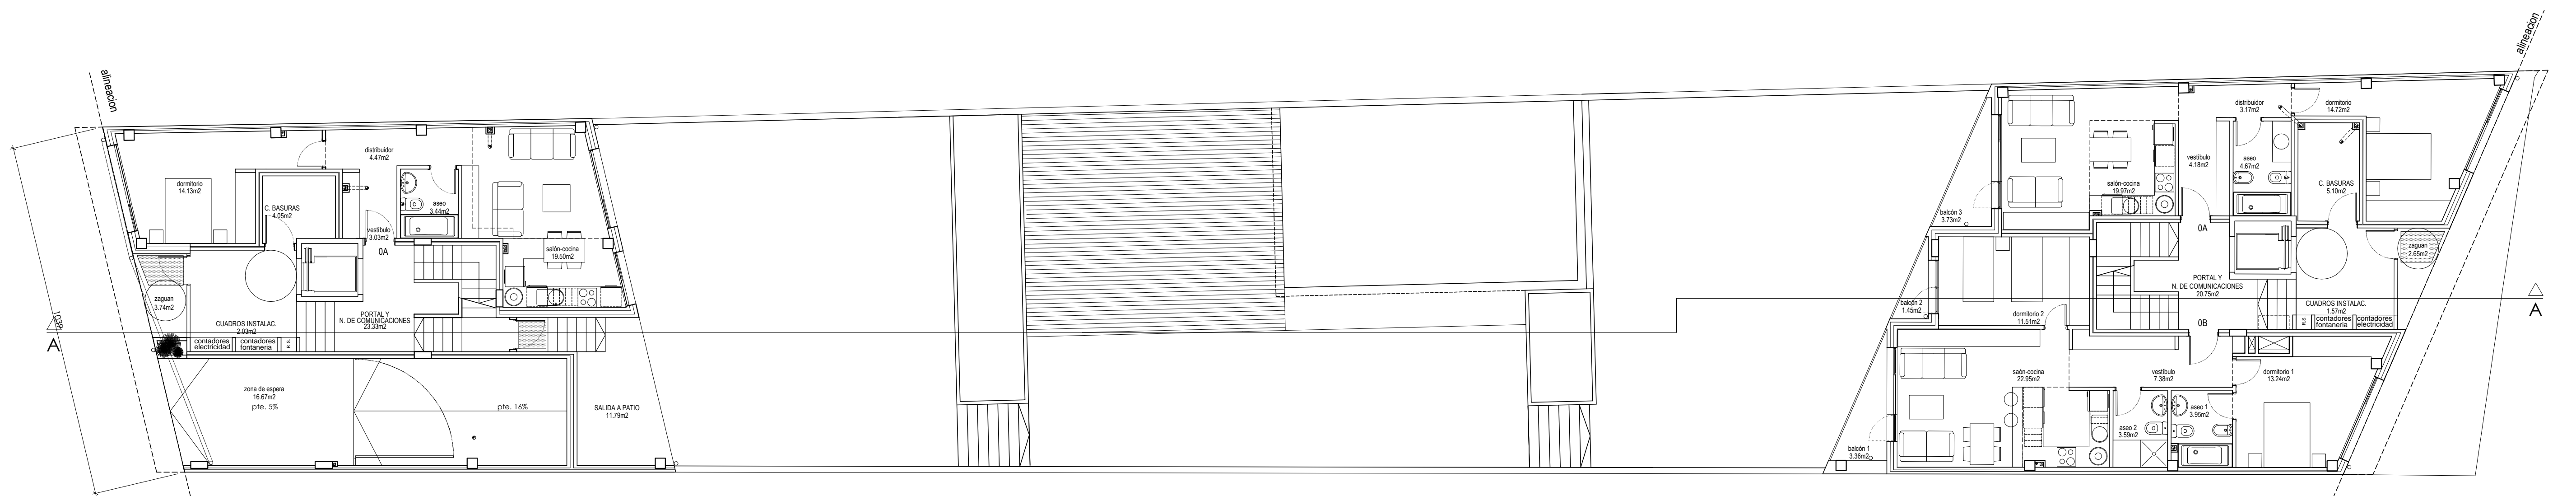 alineacion
1039
A
dormitorio
14.13m2
C. BASURAS
4.05m2
distribuidor
4.47m2
vestíbulo
3.03m2
0A
aseo
3.44m2
salón-cocina
19.50m2
zaguan
3.74m2
CUADROS INSTALAC.
2.03m2
PORTAL Y
N. DE COMUNICACIONES
23.33m2
contadores
electricidad
contadores
fontaneria
R.S.
zona de espera
16.67m2
pte. 5%
pte. 16%
SALIDA A PATIO
11.79m2
alineacion
distribuidor
3.17m2
dormitorio
14.72m2
vestíbulo
4.18m2
aseo
4.67m2
C. BASURAS
5.10m2
salón-cocina
19.97m2
balcón 3
3.73m2
0A
zaguan
2.65m2
PORTAL Y
N. DE COMUNICACIONES
20.75m2
balcón 2
1.45m2
dormitorio 2
11.51m2
0B
CUADROS INSTALAC.
1.57m2
R.S.
contadores
fontaneria
contadores
electricidad
A
saón-cocina
22.95m2
vestíbulo
7.38m2
dormitorio 1
13.24m2
aseo 1
3.95m2
aseo 2
3.59m2
balcón 1
3.36m2